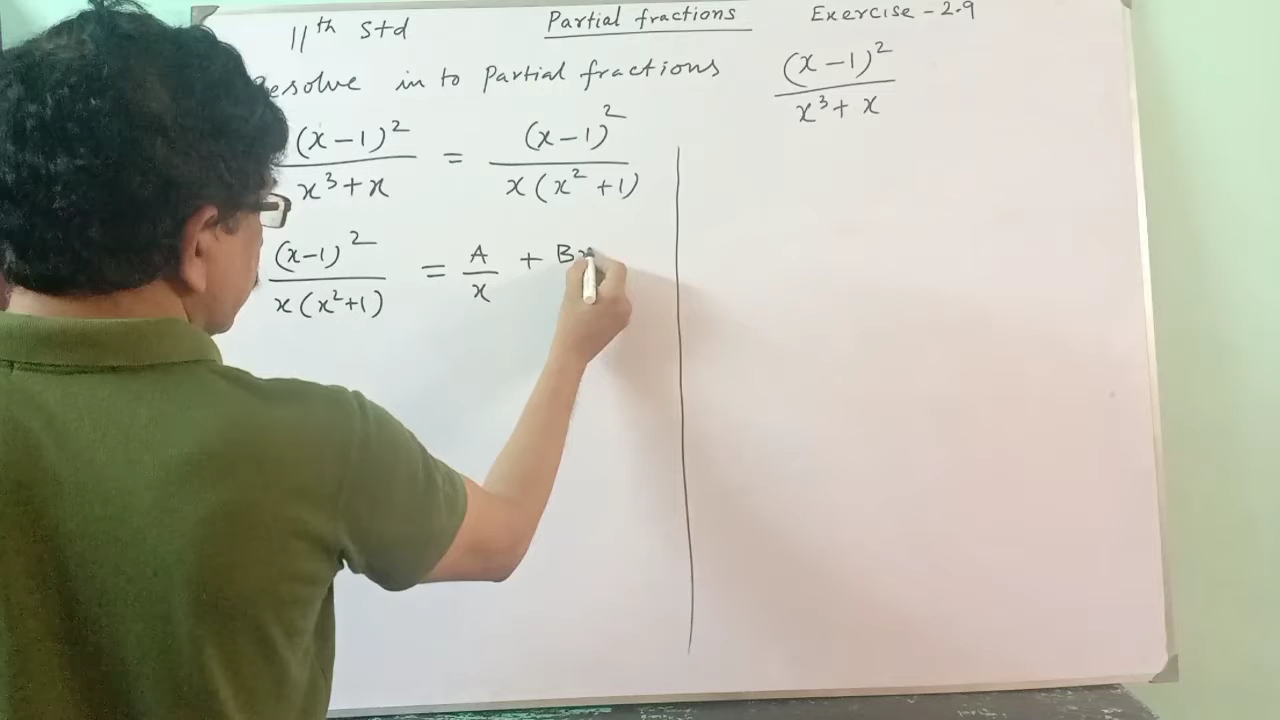 11th Std Partial fractions Exercise - 2.9
esolve in to Partial fractions (x-1)²/(x³+x)
(x-1)²/(x³+x) = (x-1)²/(x(x²+1))
(x-1)²/(x(x²+1)) = A/x + Bx